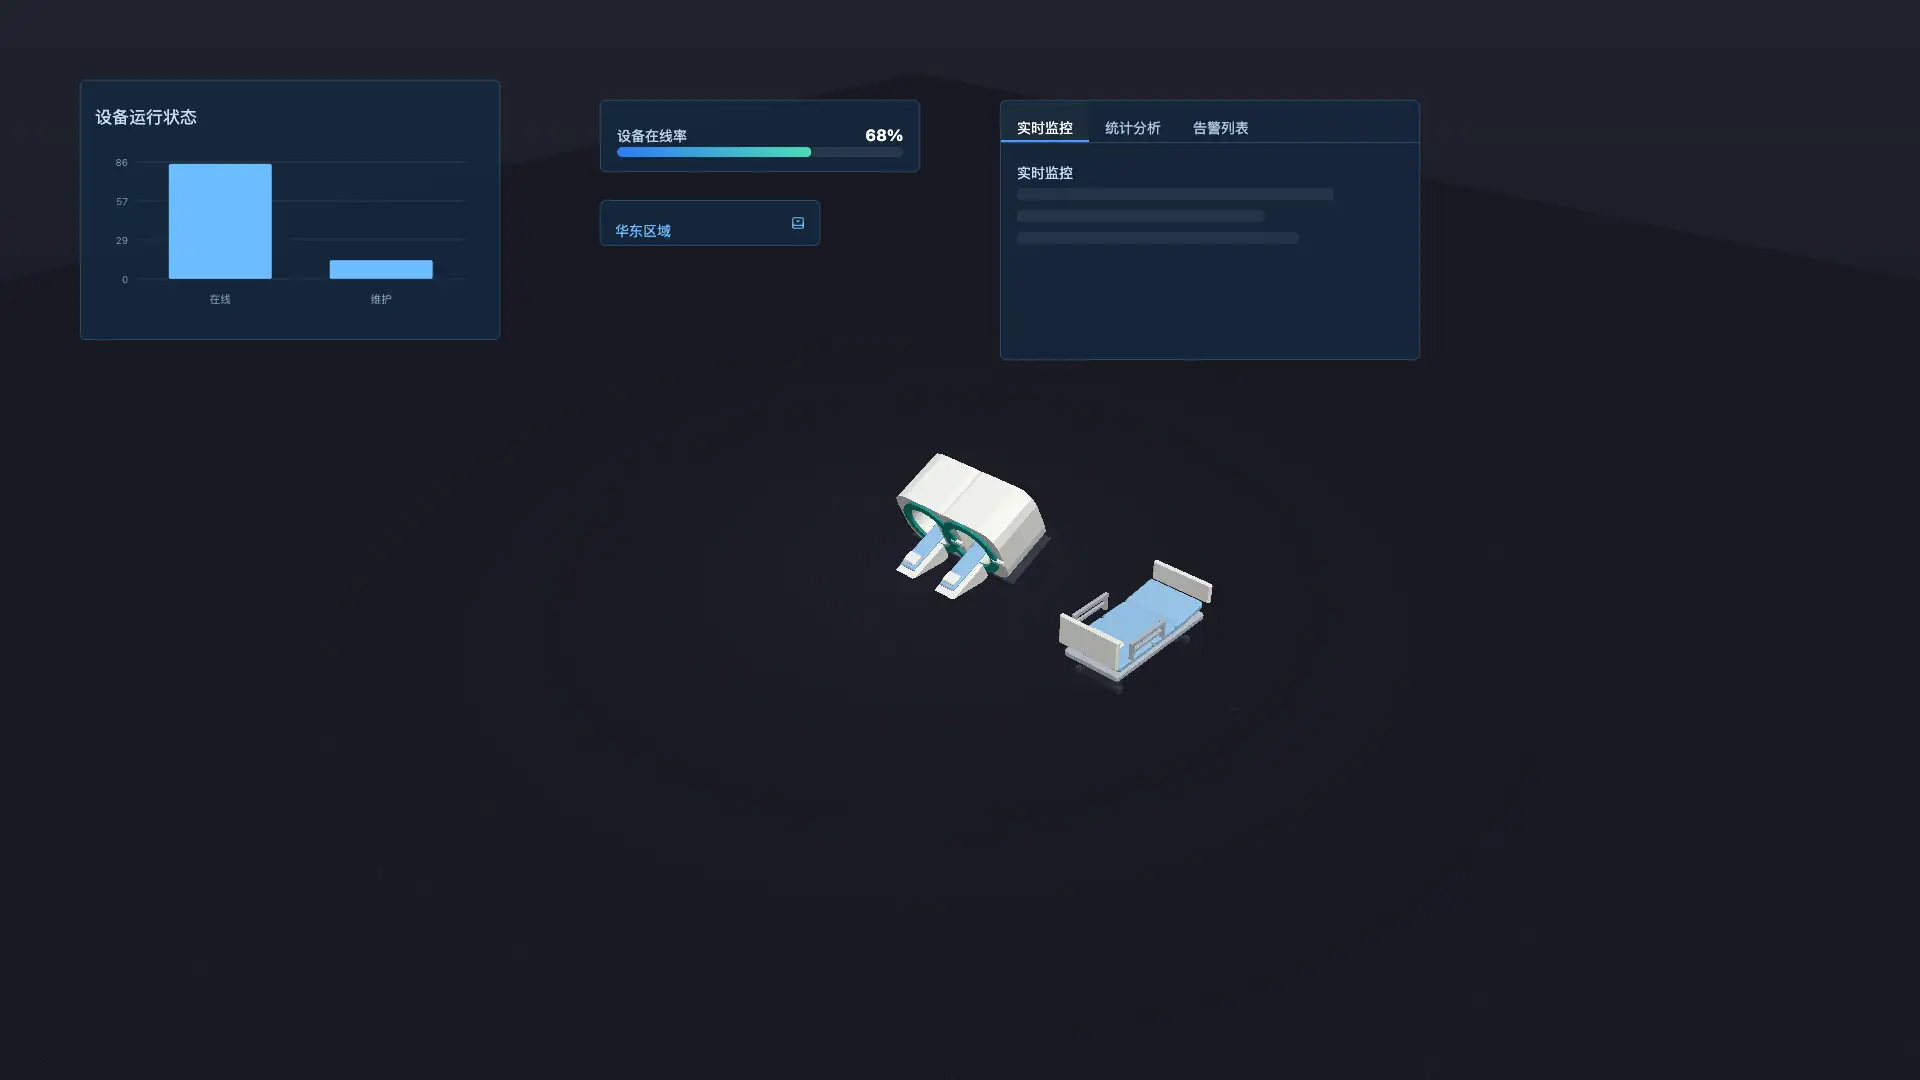 设备运行状态
86
57
29
0
在线
维护
设备在线率 68%
华东区域
实时监控 统计分析 告警列表
实时监控